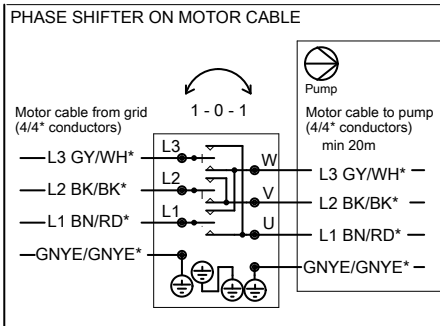 PHASE SHIFTER ON MOTOR CABLE
Pump
1 - 0 - 1
Motor cable from grid
(4/4* conductors)
Motor cable to pump
(4/4* conductors)
min 20m
L3 GY/WH*
L2 BK/BK*
L1 BN/RD*
GNYE/GNYE*
L3
L2
L1
W
V
U
L3 GY/WH*
L2 BK/BK*
L1 BN/RD*
GNYE/GNYE*